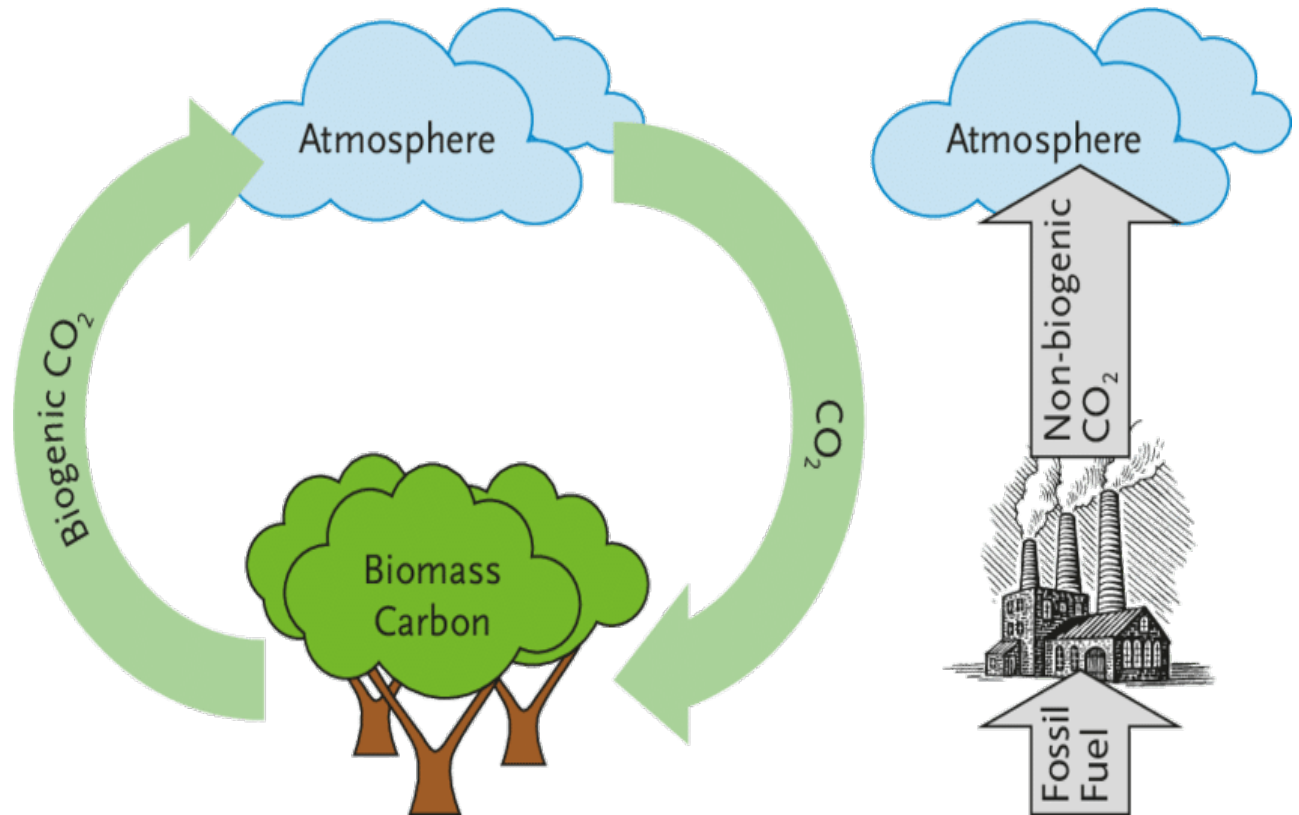 Atmosphere
Biogenic CO₂
CO₂
Biomass
Carbon
Atmosphere
Non-biogenic
CO₂
Fossil
Fuel